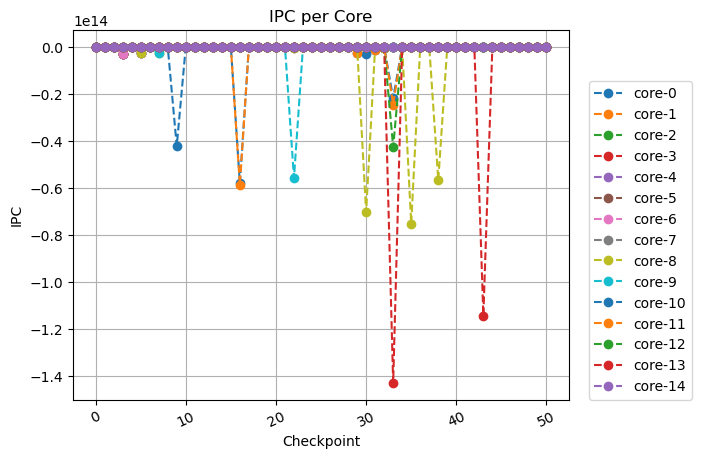 IPC per Core
1e14
0.0
−0.2
−0.4
−0.6
−0.8
−1.0
−1.2
−1.4
IPC
0
10
20
30
40
50
Checkpoint
core-0
core-1
core-2
core-3
core-4
core-5
core-6
core-7
core-8
core-9
core-10
core-11
core-12
core-13
core-14